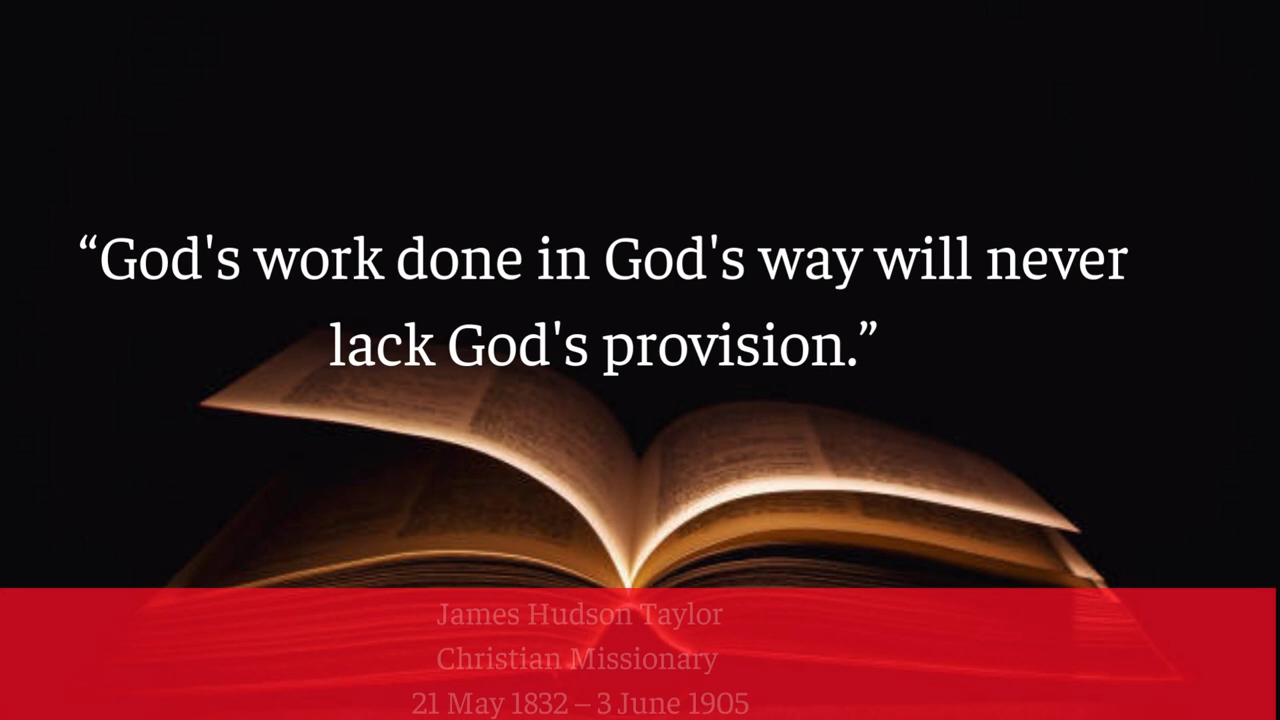 “God's work done in God's way will never
lack God's provision.”
James Hudson Taylor
Christian Missionary
21 May 1832 – 3 June 1905